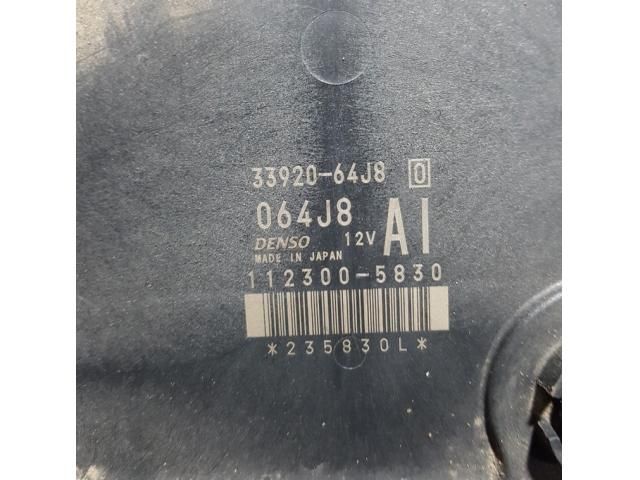 33920-64J8 0
064J8
DENSO 12V AI
MADE IN JAPAN
112300-5830
*235830L*